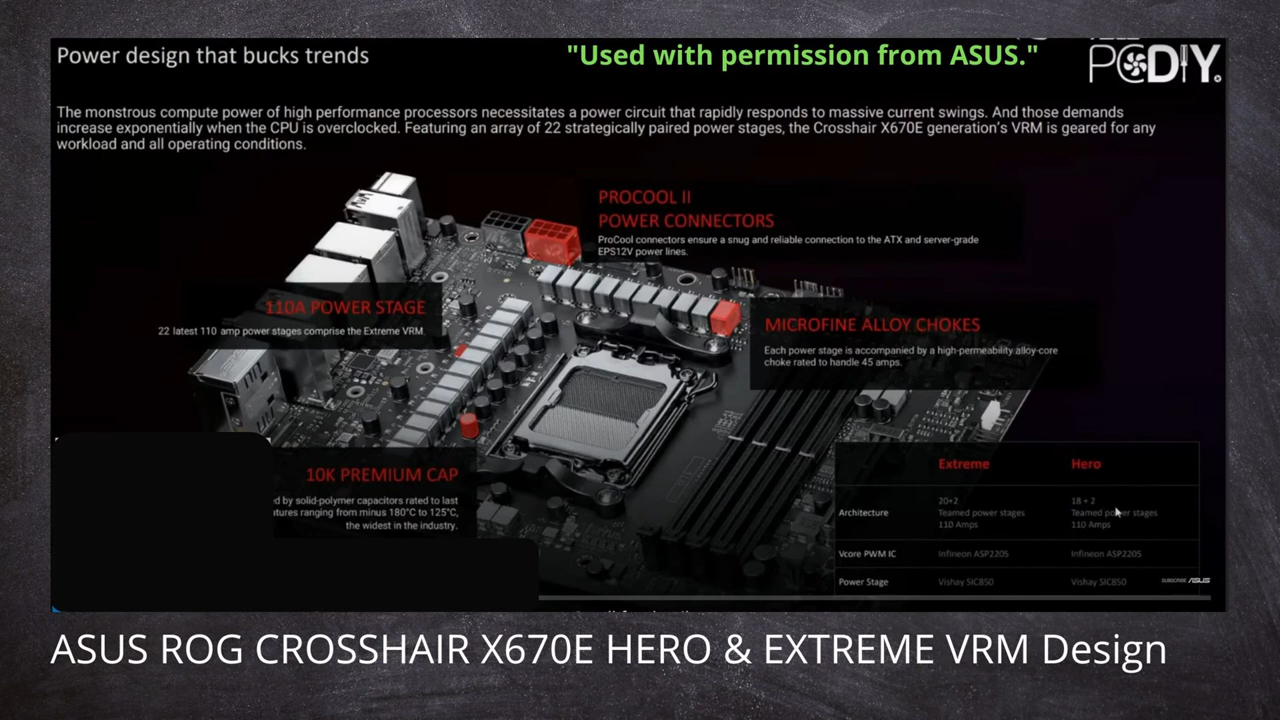 Power design that bucks trends
"Used with permission from ASUS."
PCDIY.
The monstrous compute power of high performance processors necessitates a power circuit that rapidly responds to massive current swings. And those demands
increase exponentially when the CPU is overclocked. Featuring an array of 22 strategically paired power stages, the Crosshair X670E generation's VRM is geared for any
workload and all operating conditions.
PROCOOL II
POWER CONNECTORS
ProCool connectors ensure a snug and reliable connection to the ATX and server-grade
EPS12V power lines.
110A POWER STAGE
22 latest 110 amp power stages comprise the Extreme VRM.
MICROFINE ALLOY CHOKES
Each power stage is accompanied by a high-permeability alloy-core
choke rated to handle 45 amps.
10K PREMIUM CAP
by solid-polymer capacitors rated to last
ranging from minus 180°C to 125°C,
the widest in the industry.
Extreme Hero
Architecture
20+2
Teamed power stages
110 Amps
18 + 2
Teamed power stages
110 Amps
Vcore PWM IC Infineon ASP2205 Infineon ASP2205
Power Stage Vishay SIC850 Vishay SIC850
SUBSCRIBE ASUS
ASUS ROG CROSSHAIR X670E HERO & EXTREME VRM Design